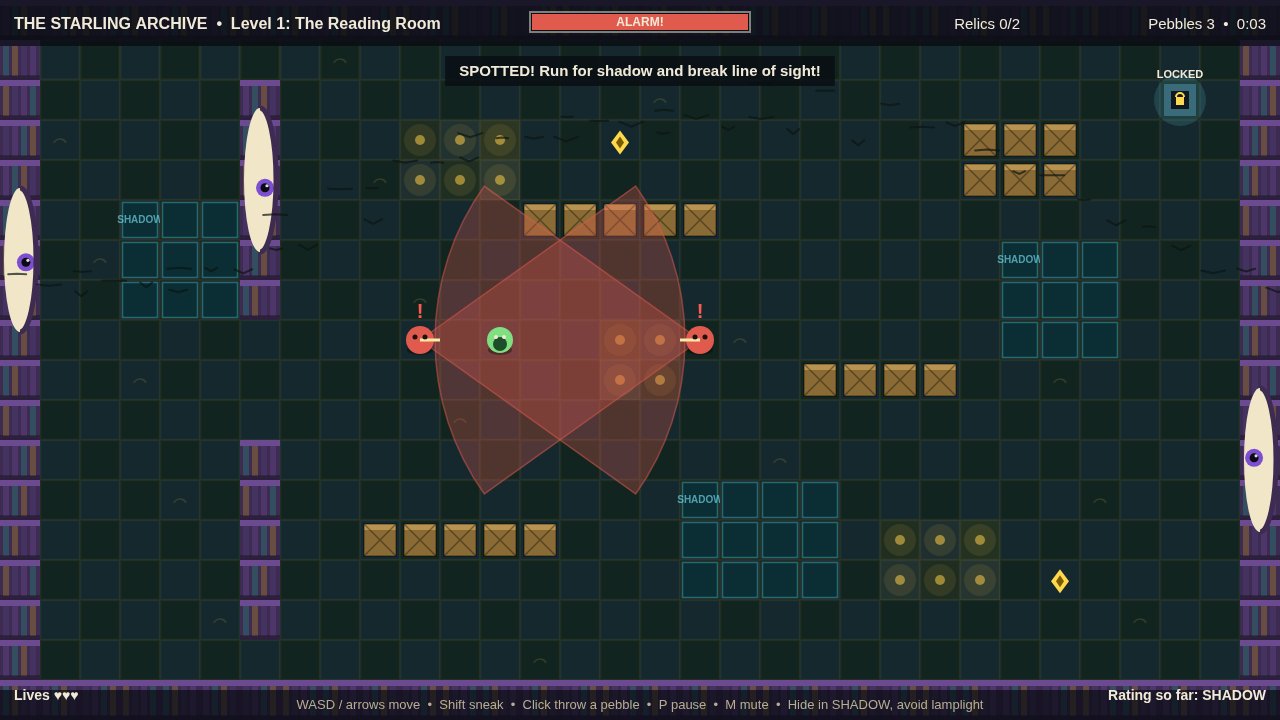 THE STARLING ARCHIVE • Level 1: The Reading Room
ALARM!
Relics 0/2
Pebbles 3 • 0:03
SPOTTED! Run for shadow and break line of sight!
LOCKED
SHADOW
SHADOW
!
!
SHADOW
Lives ♥♥♥
WASD / arrows move • Shift sneak • Click throw a pebble • P pause • M mute • Hide in SHADOW, avoid lamplight
Rating so far: SHADOW